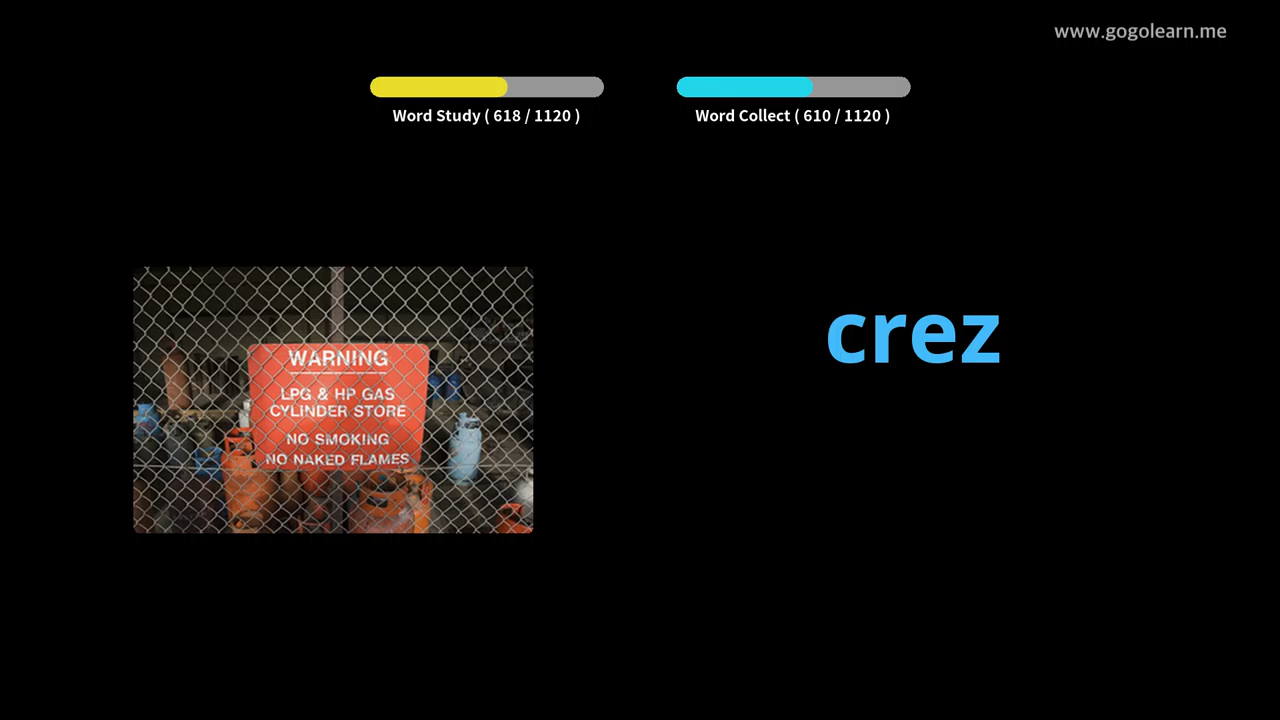 www.gogolearn.me
Word Study ( 618 / 1120 )
Word Collect ( 610 / 1120 )
WARNING
LPG & HP GAS
CYLINDER STORE
NO SMOKING
NO NAKED FLAMES
crez